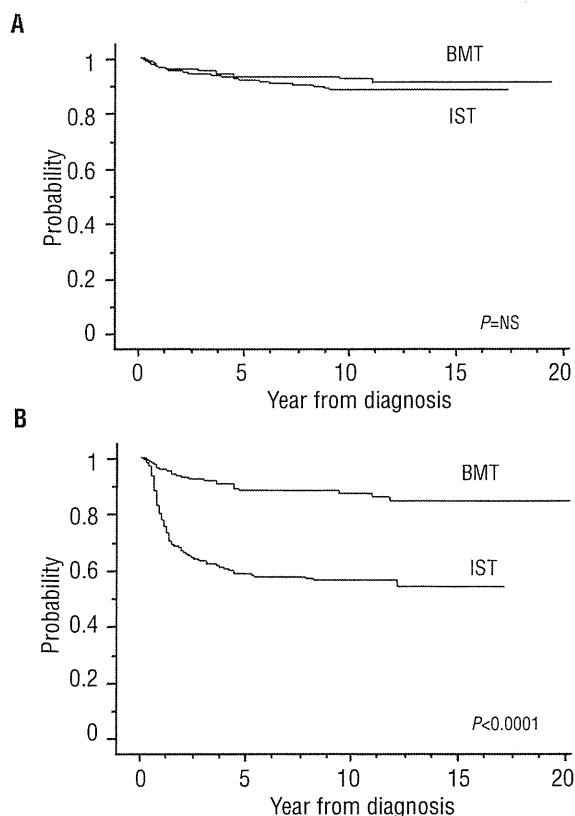 A
1
0.8
0.6
0.4
0.2
0
Probability
BMT
IST
P=NS
0 5 10 15 20
Year from diagnosis
B
1
0.8
0.6
0.4
0.2
0
Probability
BMT
IST
P<0.0001
0 5 10 15 20
Year from diagnosis